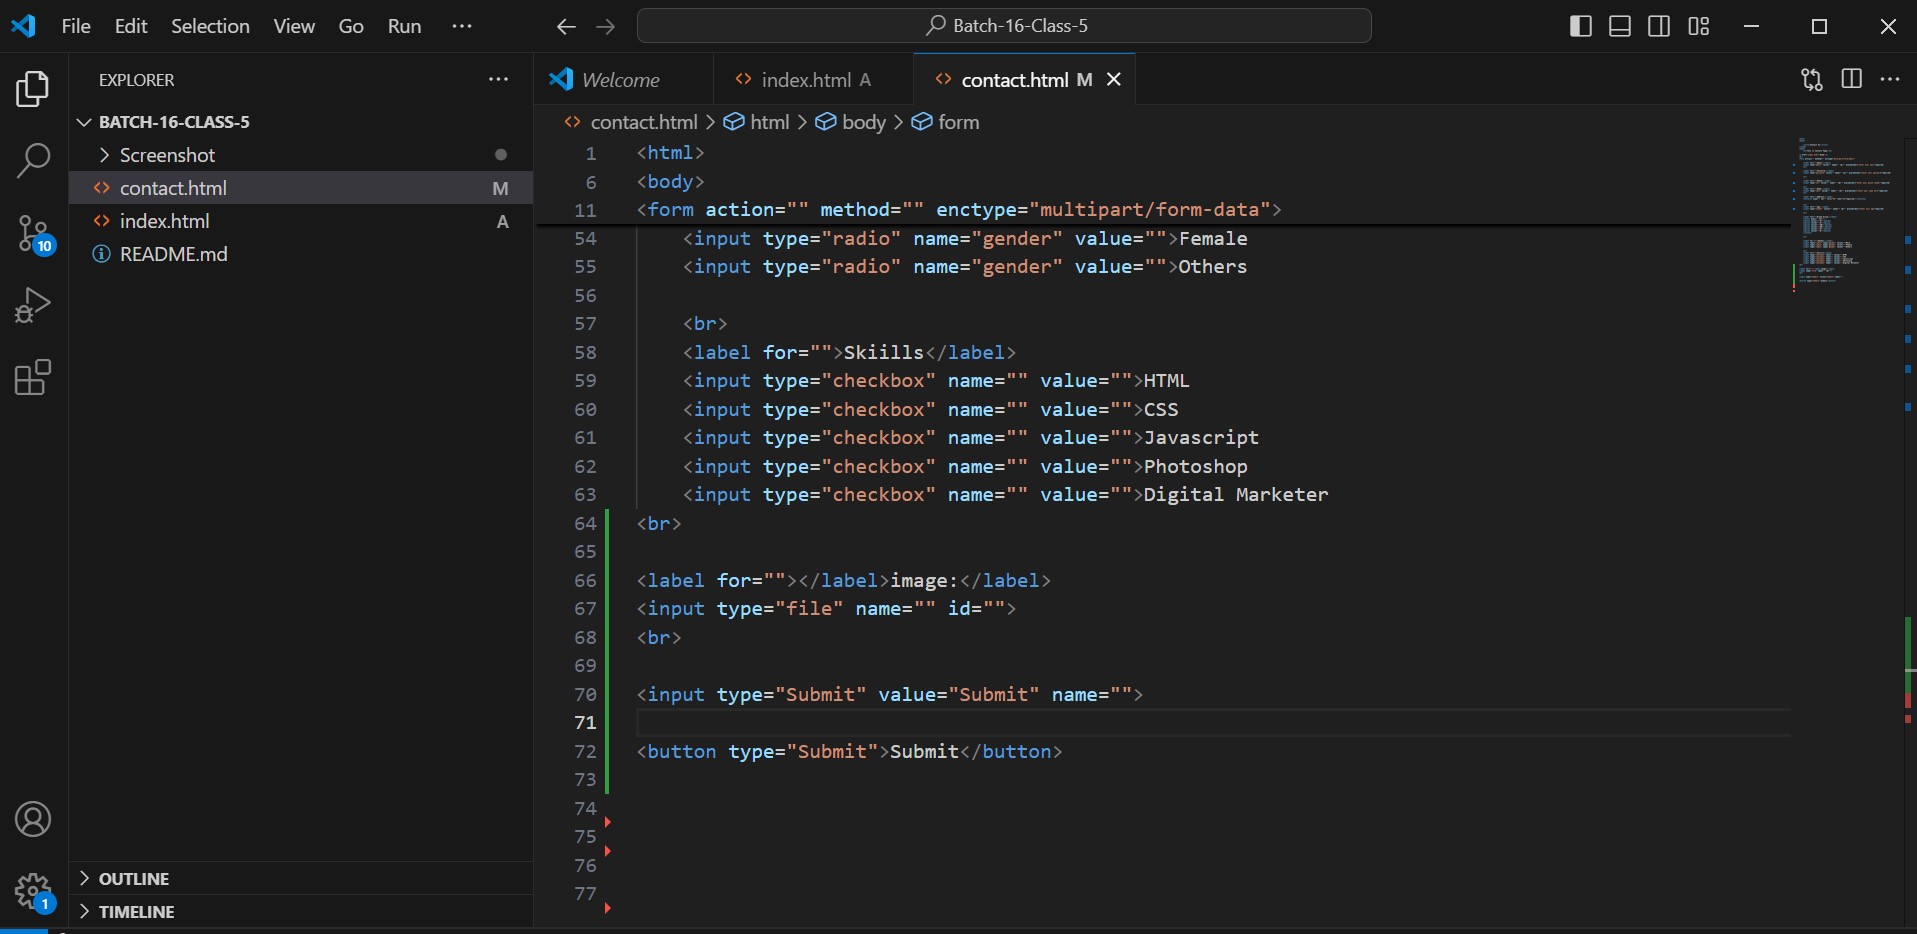 File Edit Selection View Go Run ··· Batch-16-Class-5
EXPLORER ···
Welcome index.html A contact.html M
BATCH-16-CLASS-5
Screenshot
contact.html M
index.html A
README.md
10
contact.html > html > body > form
1 <html>
6 <body>
11 <form action="" method="" enctype="multipart/form-data">
54 <input type="radio" name="gender" value="">Female
55 <input type="radio" name="gender" value="">Others
56
57 <br>
58 <label for="">Skiills</label>
59 <input type="checkbox" name="" value="">HTML
60 <input type="checkbox" name="" value="">CSS
61 <input type="checkbox" name="" value="">Javascript
62 <input type="checkbox" name="" value="">Photoshop
63 <input type="checkbox" name="" value="">Digital Marketer
64 <br>
65
66 <label for=""></label>image:</label>
67 <input type="file" name="" id="">
68 <br>
69
70 <input type="Submit" value="Submit" name="">
71
72 <button type="Submit">Submit</button>
73
74
75
76
77
OUTLINE
TIMELINE
1